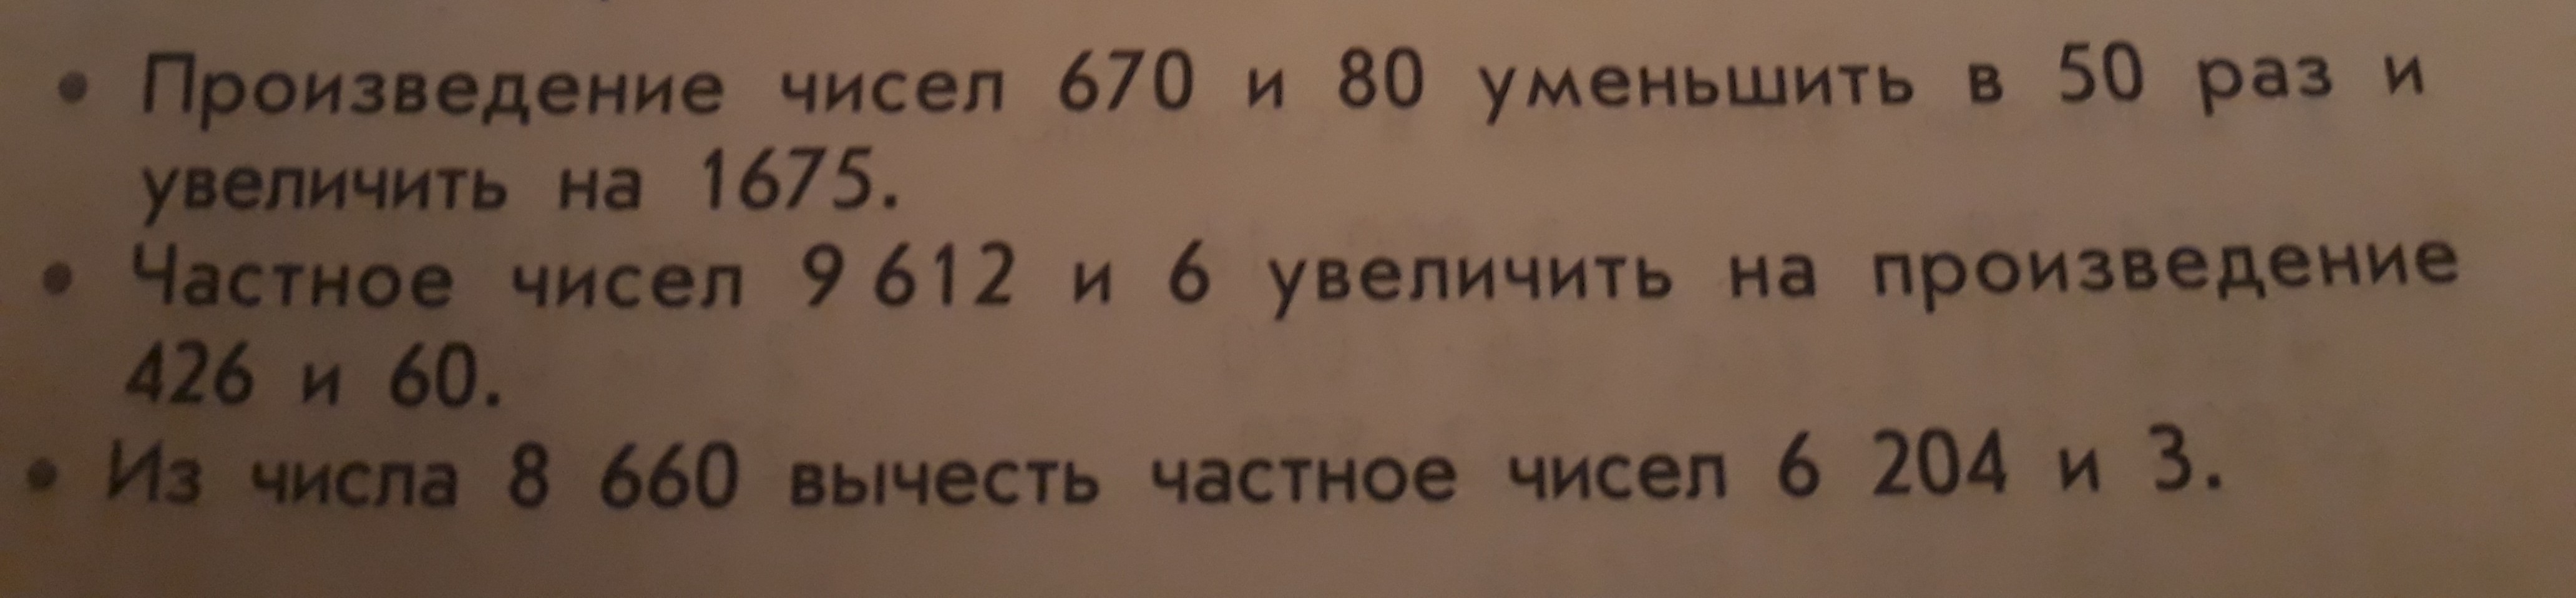 • Произведение чисел 670 и 80 уменьшить в 50 раз и
увеличить на 1675.
• Частное чисел 9 612 и 6 увеличить на произведение
426 и 60.
• Из числа 8 660 вычесть частное чисел 6 204 и 3.